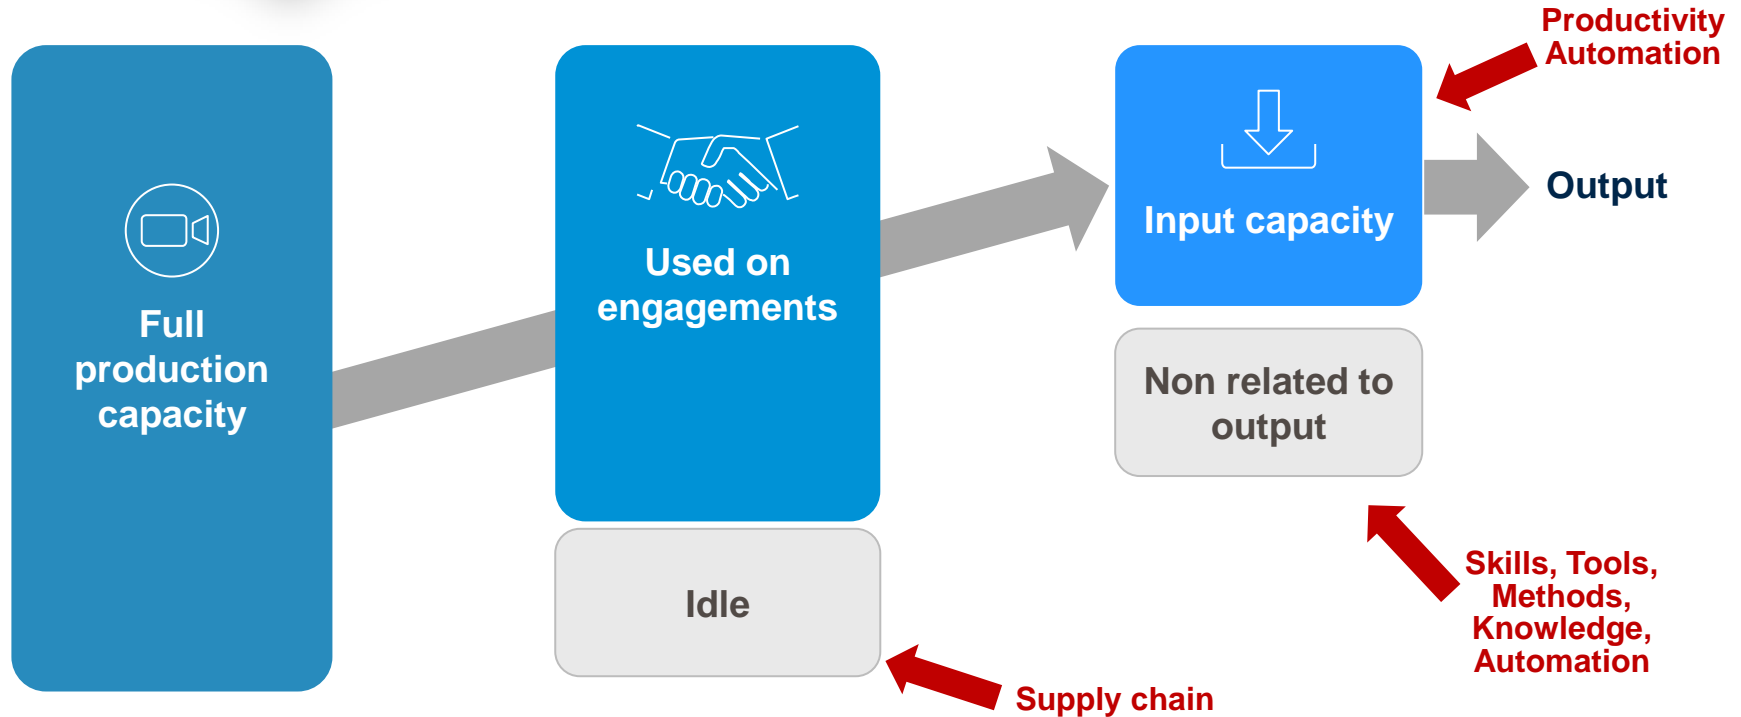 Full
production
capacity
Used on
engagements
Idle
Supply chain
Input capacity
Non related to
output
Productivity
Automation
Output
Skills, Tools,
Methods,
Knowledge,
Automation